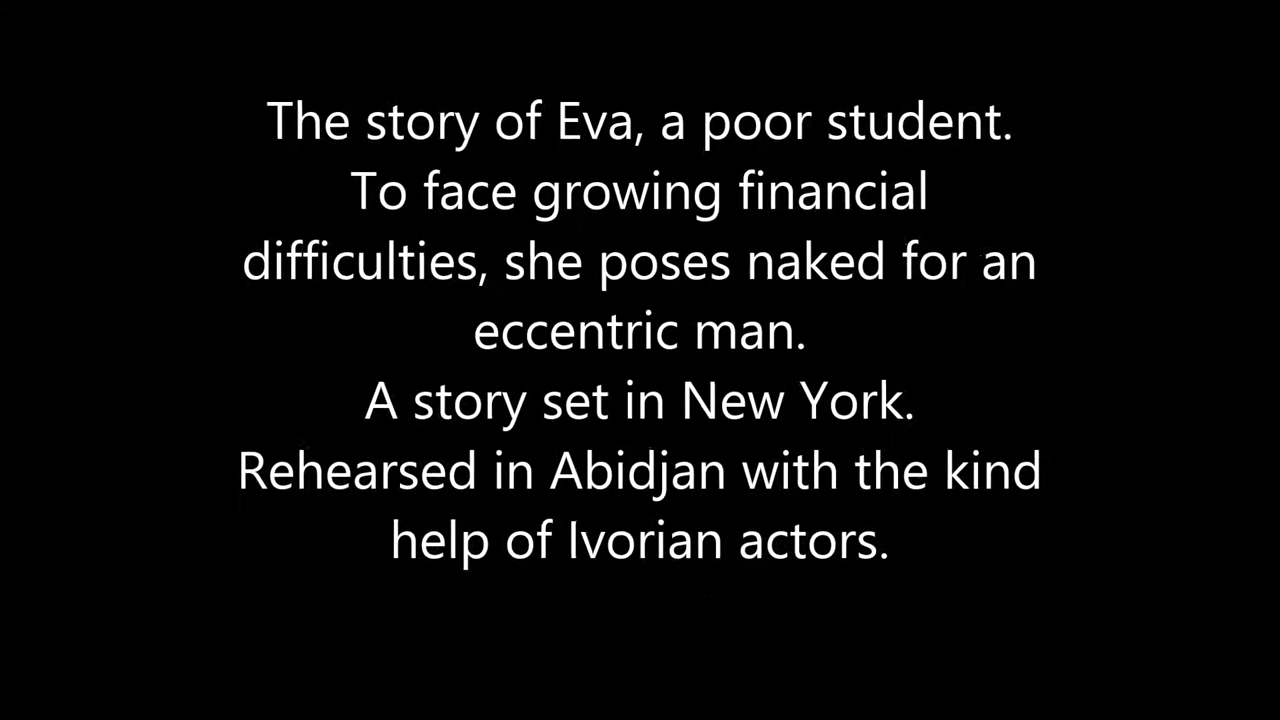 The story of Eva, a poor student.
To face growing financial
difficulties, she poses naked for an
eccentric man.
A story set in New York.
Rehearsed in Abidjan with the kind
help of Ivorian actors.